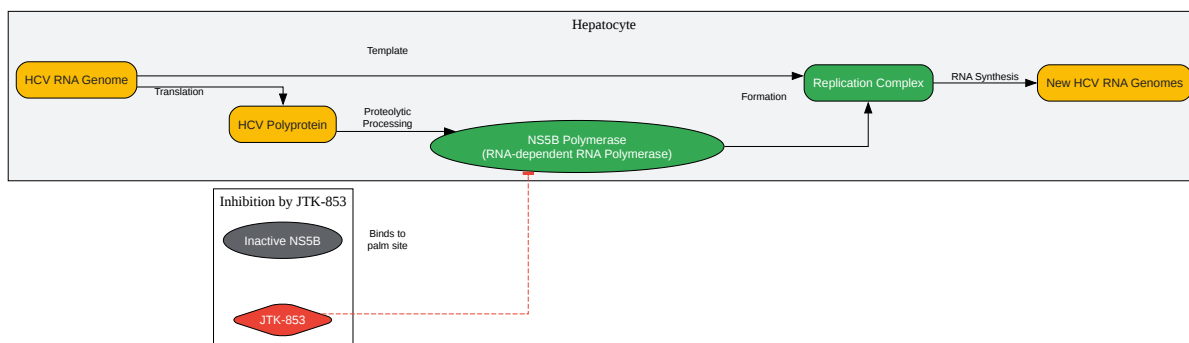 Hepatocyte
Template
HCV RNA Genome
Translation
Replication Complex
RNA Synthesis
New HCV RNA Genomes
Formation
HCV Polyprotein
Proteolytic
Processing
NS5B Polymerase
(RNA-dependent RNA Polymerase)
Inhibition by JTK-853
Inactive NS5B
Binds to
palm site
JTK-853